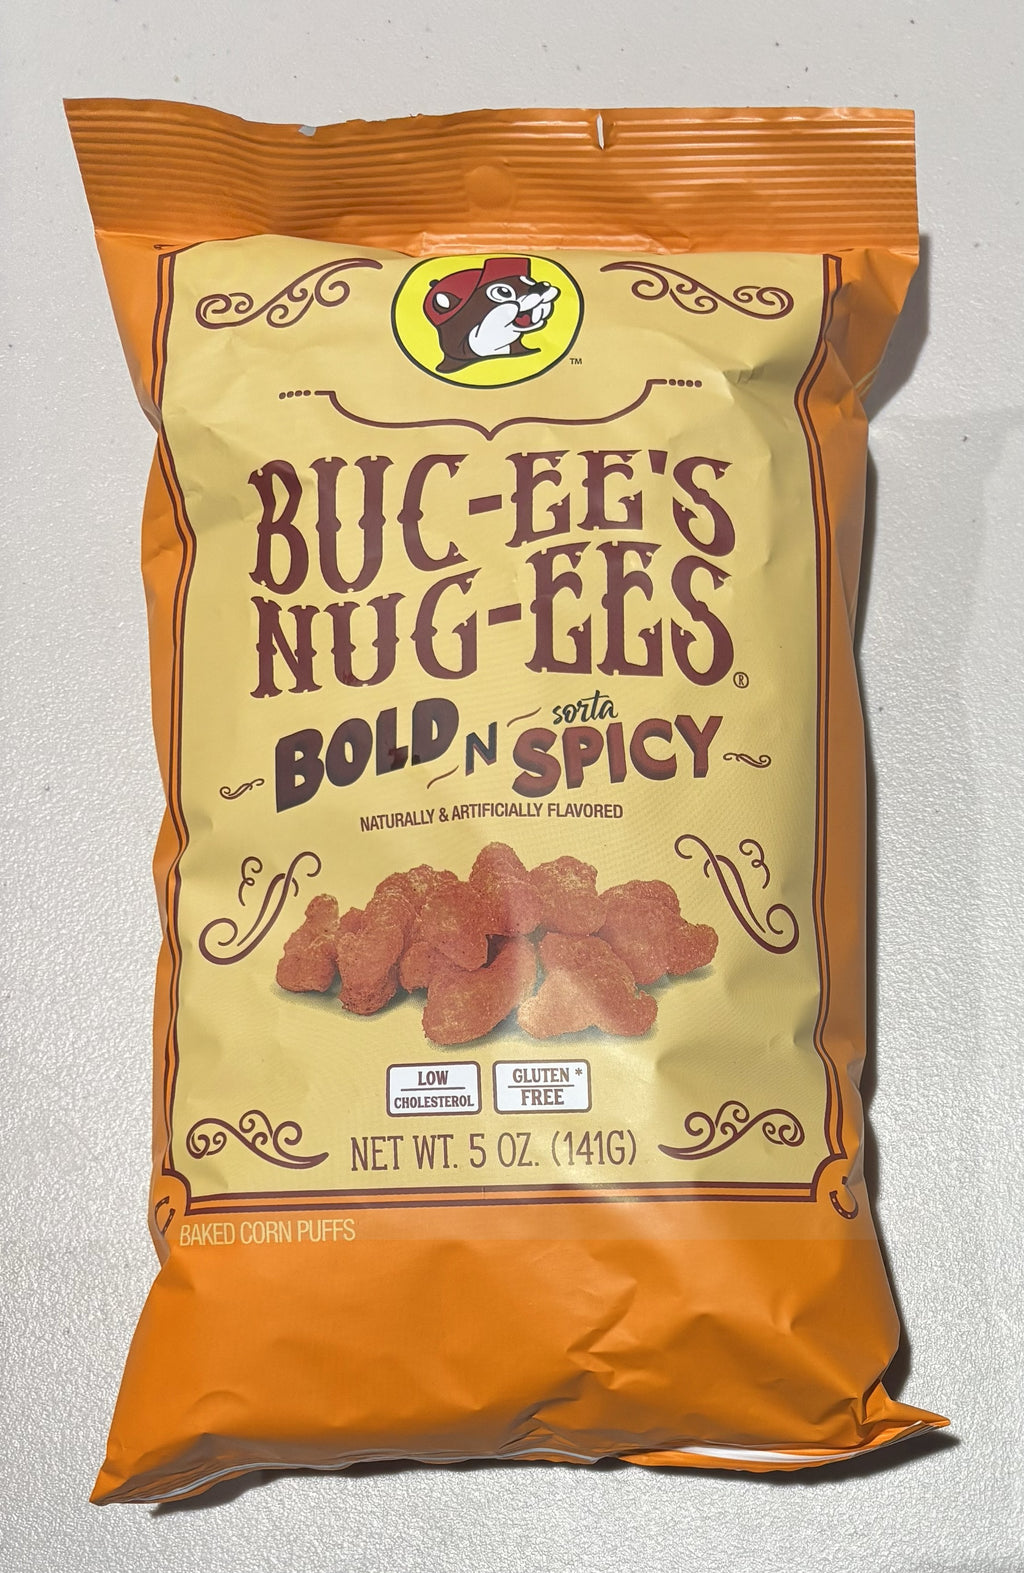 TM
BUC-EE'S
NUG-EES®
BOLD N sorta SPICY
NATURALLY & ARTIFICIALLY FLAVORED
LOW CHOLESTEROL
GLUTEN * FREE
NET WT. 5 OZ. (141G)
BAKED CORN PUFFS